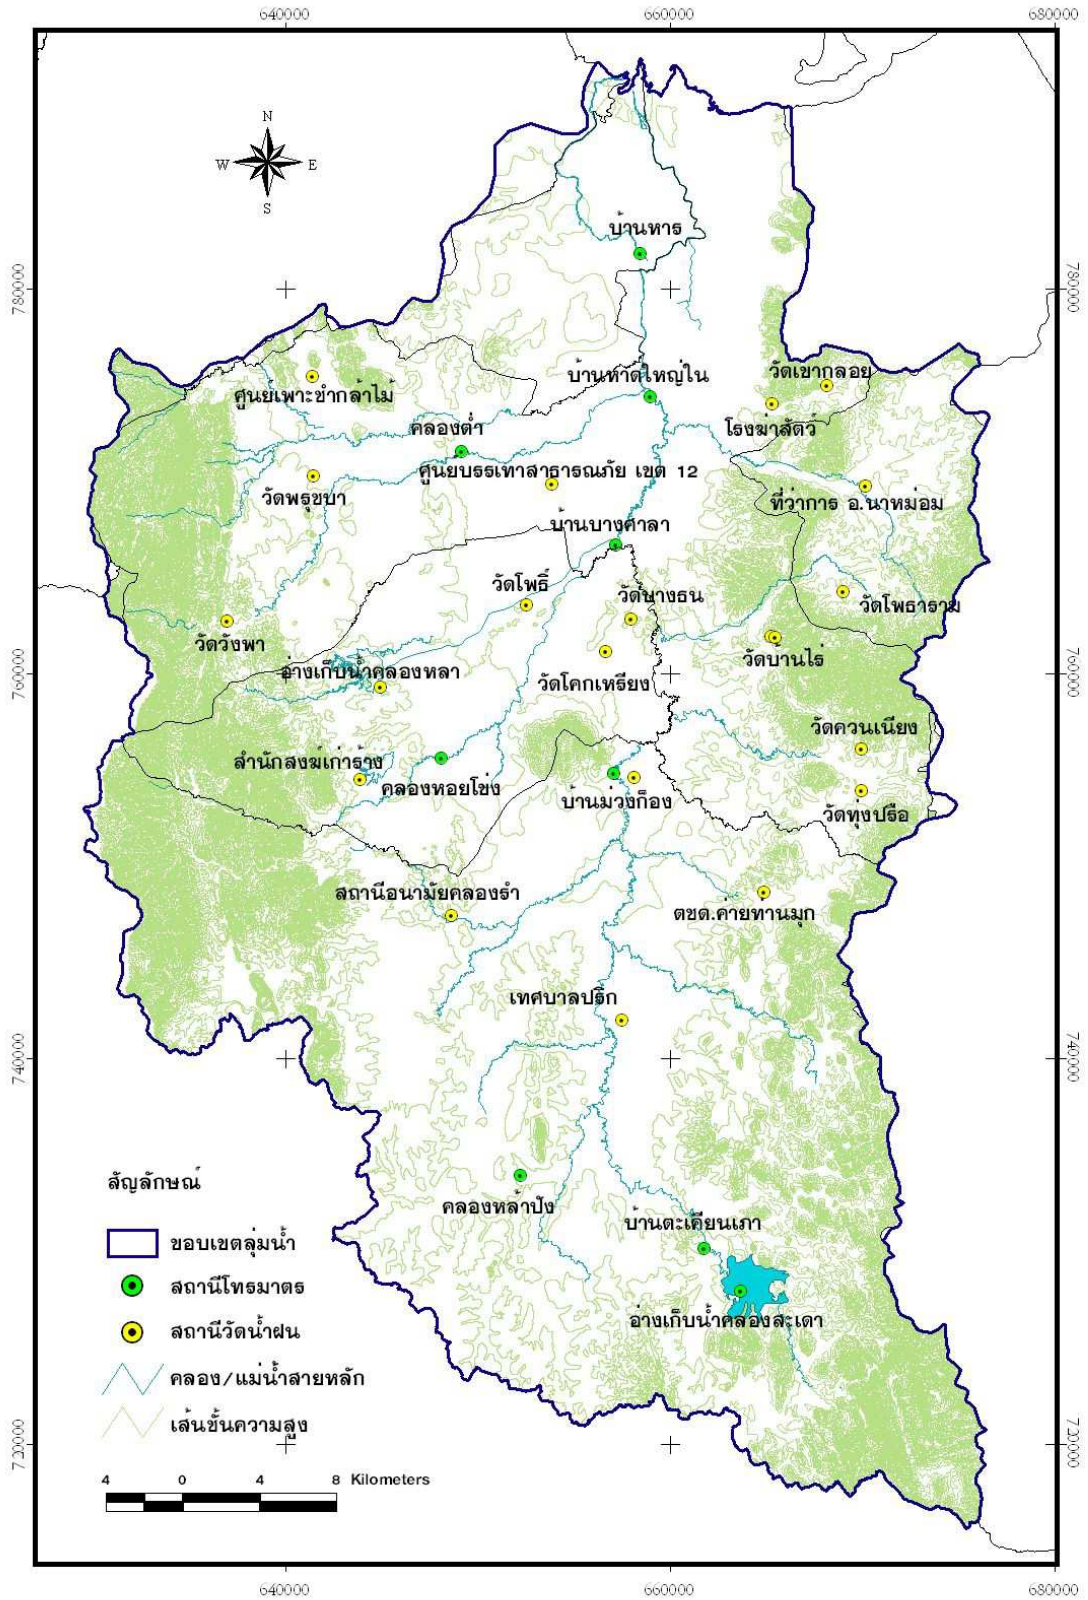 640000 660000 680000
N
W E
S
บ้านหาร
780000 780000
วัดเขากลอย
บ้านหาดใหญ่ใน
ศูนย์เพาะชำกล้าไม้
คลองต่ำ
โรงฆ่าสัตว์
ศูนย์บรรเทาสาธารณภัย เขต 12
วัดพรุชบา
ที่ว่าการ อ.นาหม่อม
บ้านบางศาลา
วัดโพธิ์
วัดบางธน
วัดโพธาราม
วัดวังพา
วัดบ้านไร่
อ่างเก็บน้ำคลองหลา
760000 760000
วัดโคกเหรียง
วัดควนเนียง
สำนักสงฆ์เก่าร้าง
คลองหอยโข่ง
บ้านม่วงก็อง
วัดทุ่งปรือ
สถานีอนามัยคลองรำ
ตชด.ค่ายท่านมุก
เทศบาลปริก
740000 740000
คลองหล้าปัง
บ้านตะเคียนเภา
อ่างเก็บน้ำคลองสะเดา
สัญลักษณ์
ขอบเขตลุ่มน้ำ
สถานีโทรมาตร
สถานีวัดน้ำฝน
คลอง/แม่น้ำสายหลัก
เส้นชั้นความสูง
720000 720000
4 0 4 8 Kilometers
640000 660000 680000